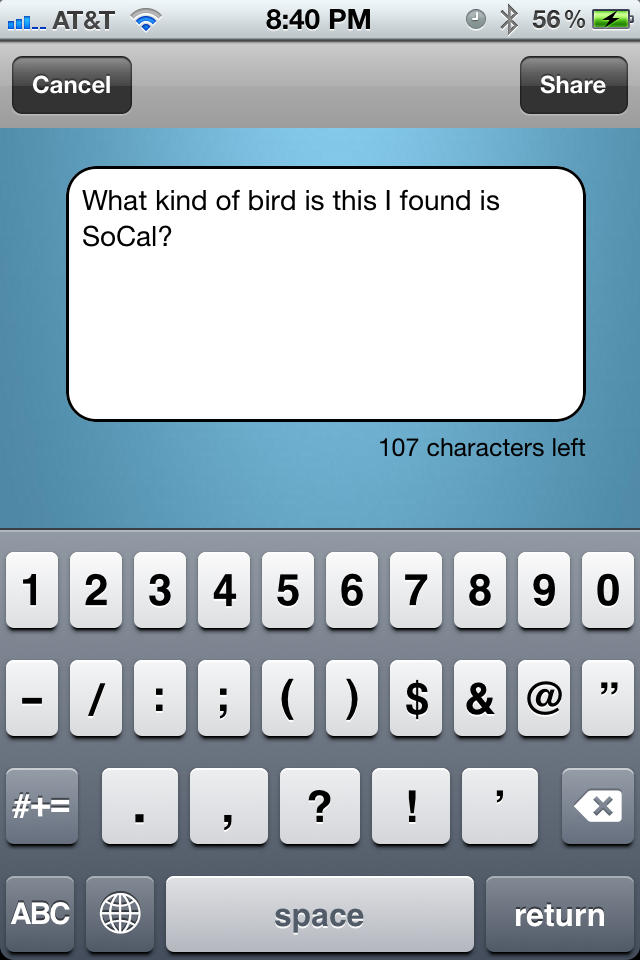 AT&T 8:40 PM 56%
Cancel Share
What kind of bird is this I found is
SoCal?
107 characters left
1 2 3 4 5 6 7 8 9 0
- / : ; ( ) $ & @ "
#+= . , ? ! '
ABC space return